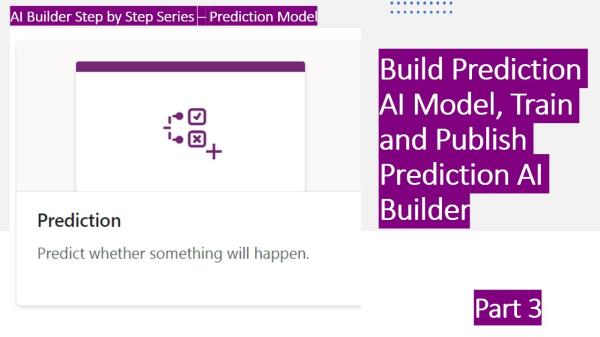 AI Builder Step by Step Series – Prediction Model
Prediction
Predict whether something will happen.
Build Prediction
AI Model, Train
and Publish
Prediction AI
Builder
Part 3